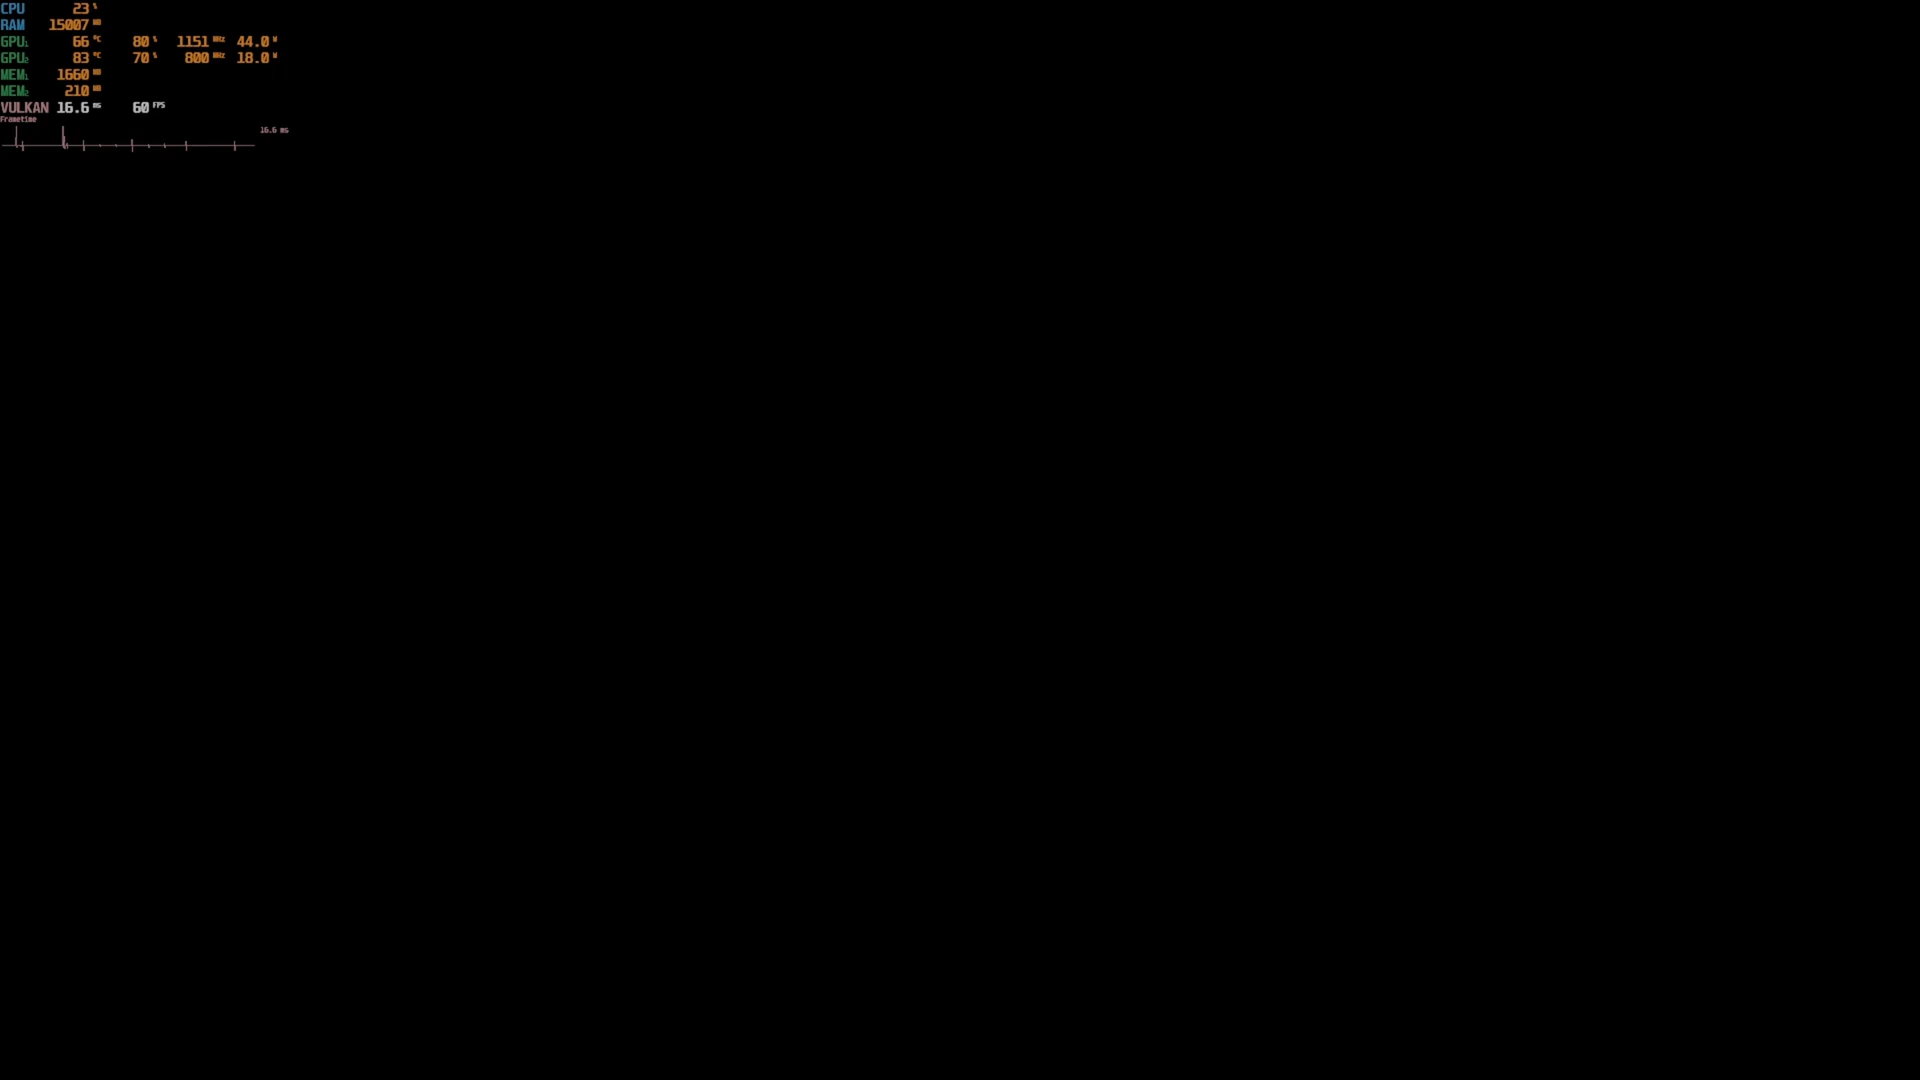 CPU 23 %
RAM 15007 MB
GPU1 66 °C 80 % 1151 MHz 44.0 W
GPU2 83 °C 70 % 800 MHz 18.0 W
MEM1 1660 MB
MEM2 210 MB
VULKAN 16.6 ms 60 FPS
Frametime
16.6 ms